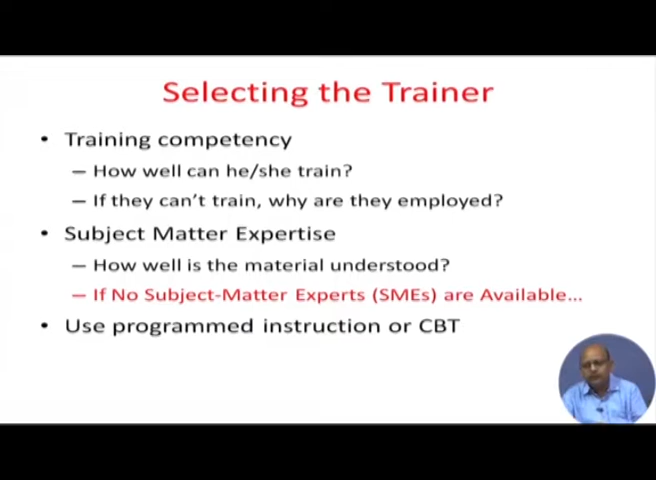 Selecting the Trainer
• Training competency
– How well can he/she train?
– If they can't train, why are they employed?
• Subject Matter Expertise
– How well is the material understood?
– If No Subject-Matter Experts (SMEs) are Available...
• Use programmed instruction or CBT